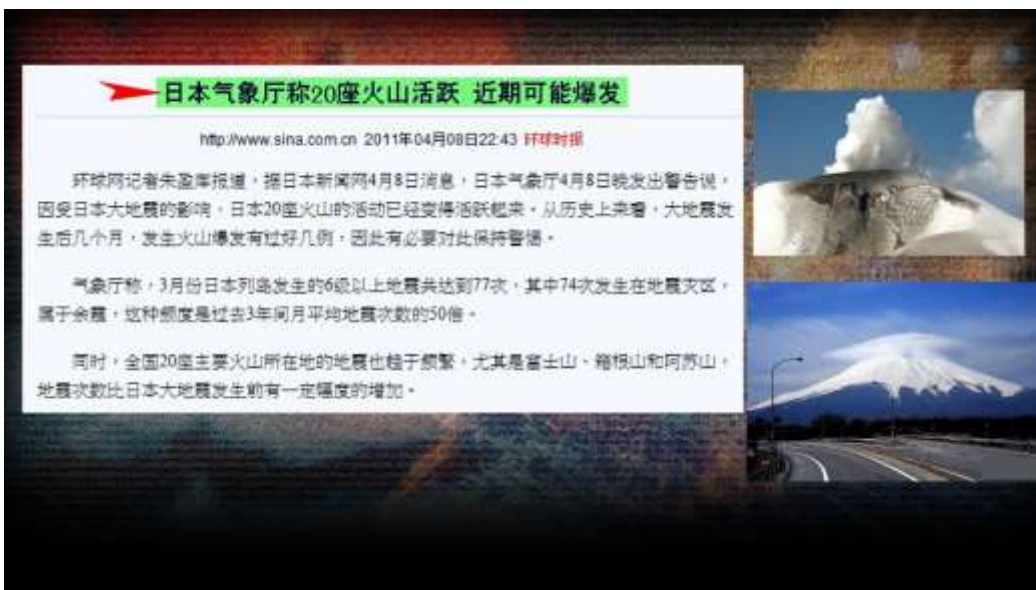 日本气象厅称20座火山活跃 近期可能爆发
http://www.sina.com.cn 2011年04月08日22:43 环球时报
环球网记者朱盈库报道，据日本新闻网4月8日消息，日本气象厅4月8日晚发出警告说，
因受日本大地震的影响，日本20座火山的活动已经变得活跃起来。从历史上来看，大地震发
生后几个月，发生火山爆发有过好几例，因此有必要对此保持警惕。
气象厅称，3月份日本列岛发生的6级以上地震共达到77次，其中74次发生在地震灾区，
属于余震，这种频度是过去3年间月平均地震次数的50倍。
同时，全国20座主要火山所在地的地震也趋于频繁，尤其是富士山、箱根山和阿苏山，
地震次数比日本大地震发生前有一定幅度的增加。